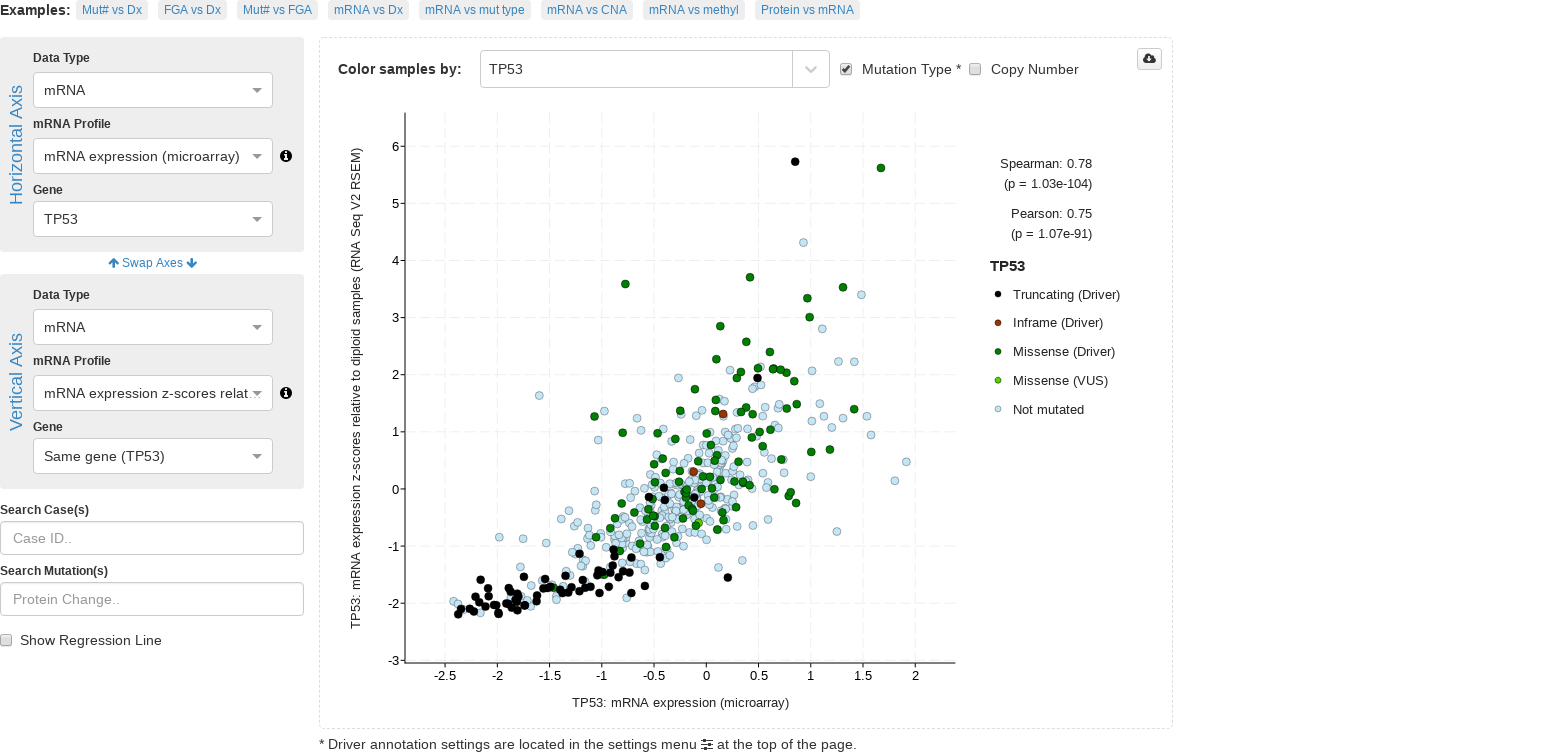 Examples: Mut# vs Dx FGA vs Dx Mut# vs FGA mRNA vs Dx mRNA vs mut type mRNA vs CNA mRNA vs methyl Protein vs mRNA
Horizontal Axis
Data Type
mRNA
mRNA Profile
mRNA expression (microarray)
Gene
TP53
Swap Axes
Vertical Axis
Data Type
mRNA
mRNA Profile
mRNA expression z-scores relat...
Gene
Same gene (TP53)
Search Case(s)
Case ID..
Search Mutation(s)
Protein Change..
Show Regression Line
Color samples by: TP53 Mutation Type * Copy Number
TP53: mRNA expression z-scores relative to diploid samples (RNA Seq V2 RSEM)
6
5
4
3
2
1
0
-1
-2
-3
-2.5 -2 -1.5 -1 -0.5 0 0.5 1 1.5 2
TP53: mRNA expression (microarray)
Spearman: 0.78
(p = 1.03e-104)
Pearson: 0.75
(p = 1.07e-91)
TP53
Truncating (Driver)
Inframe (Driver)
Missense (Driver)
Missense (VUS)
Not mutated
* Driver annotation settings are located in the settings menu at the top of the page.